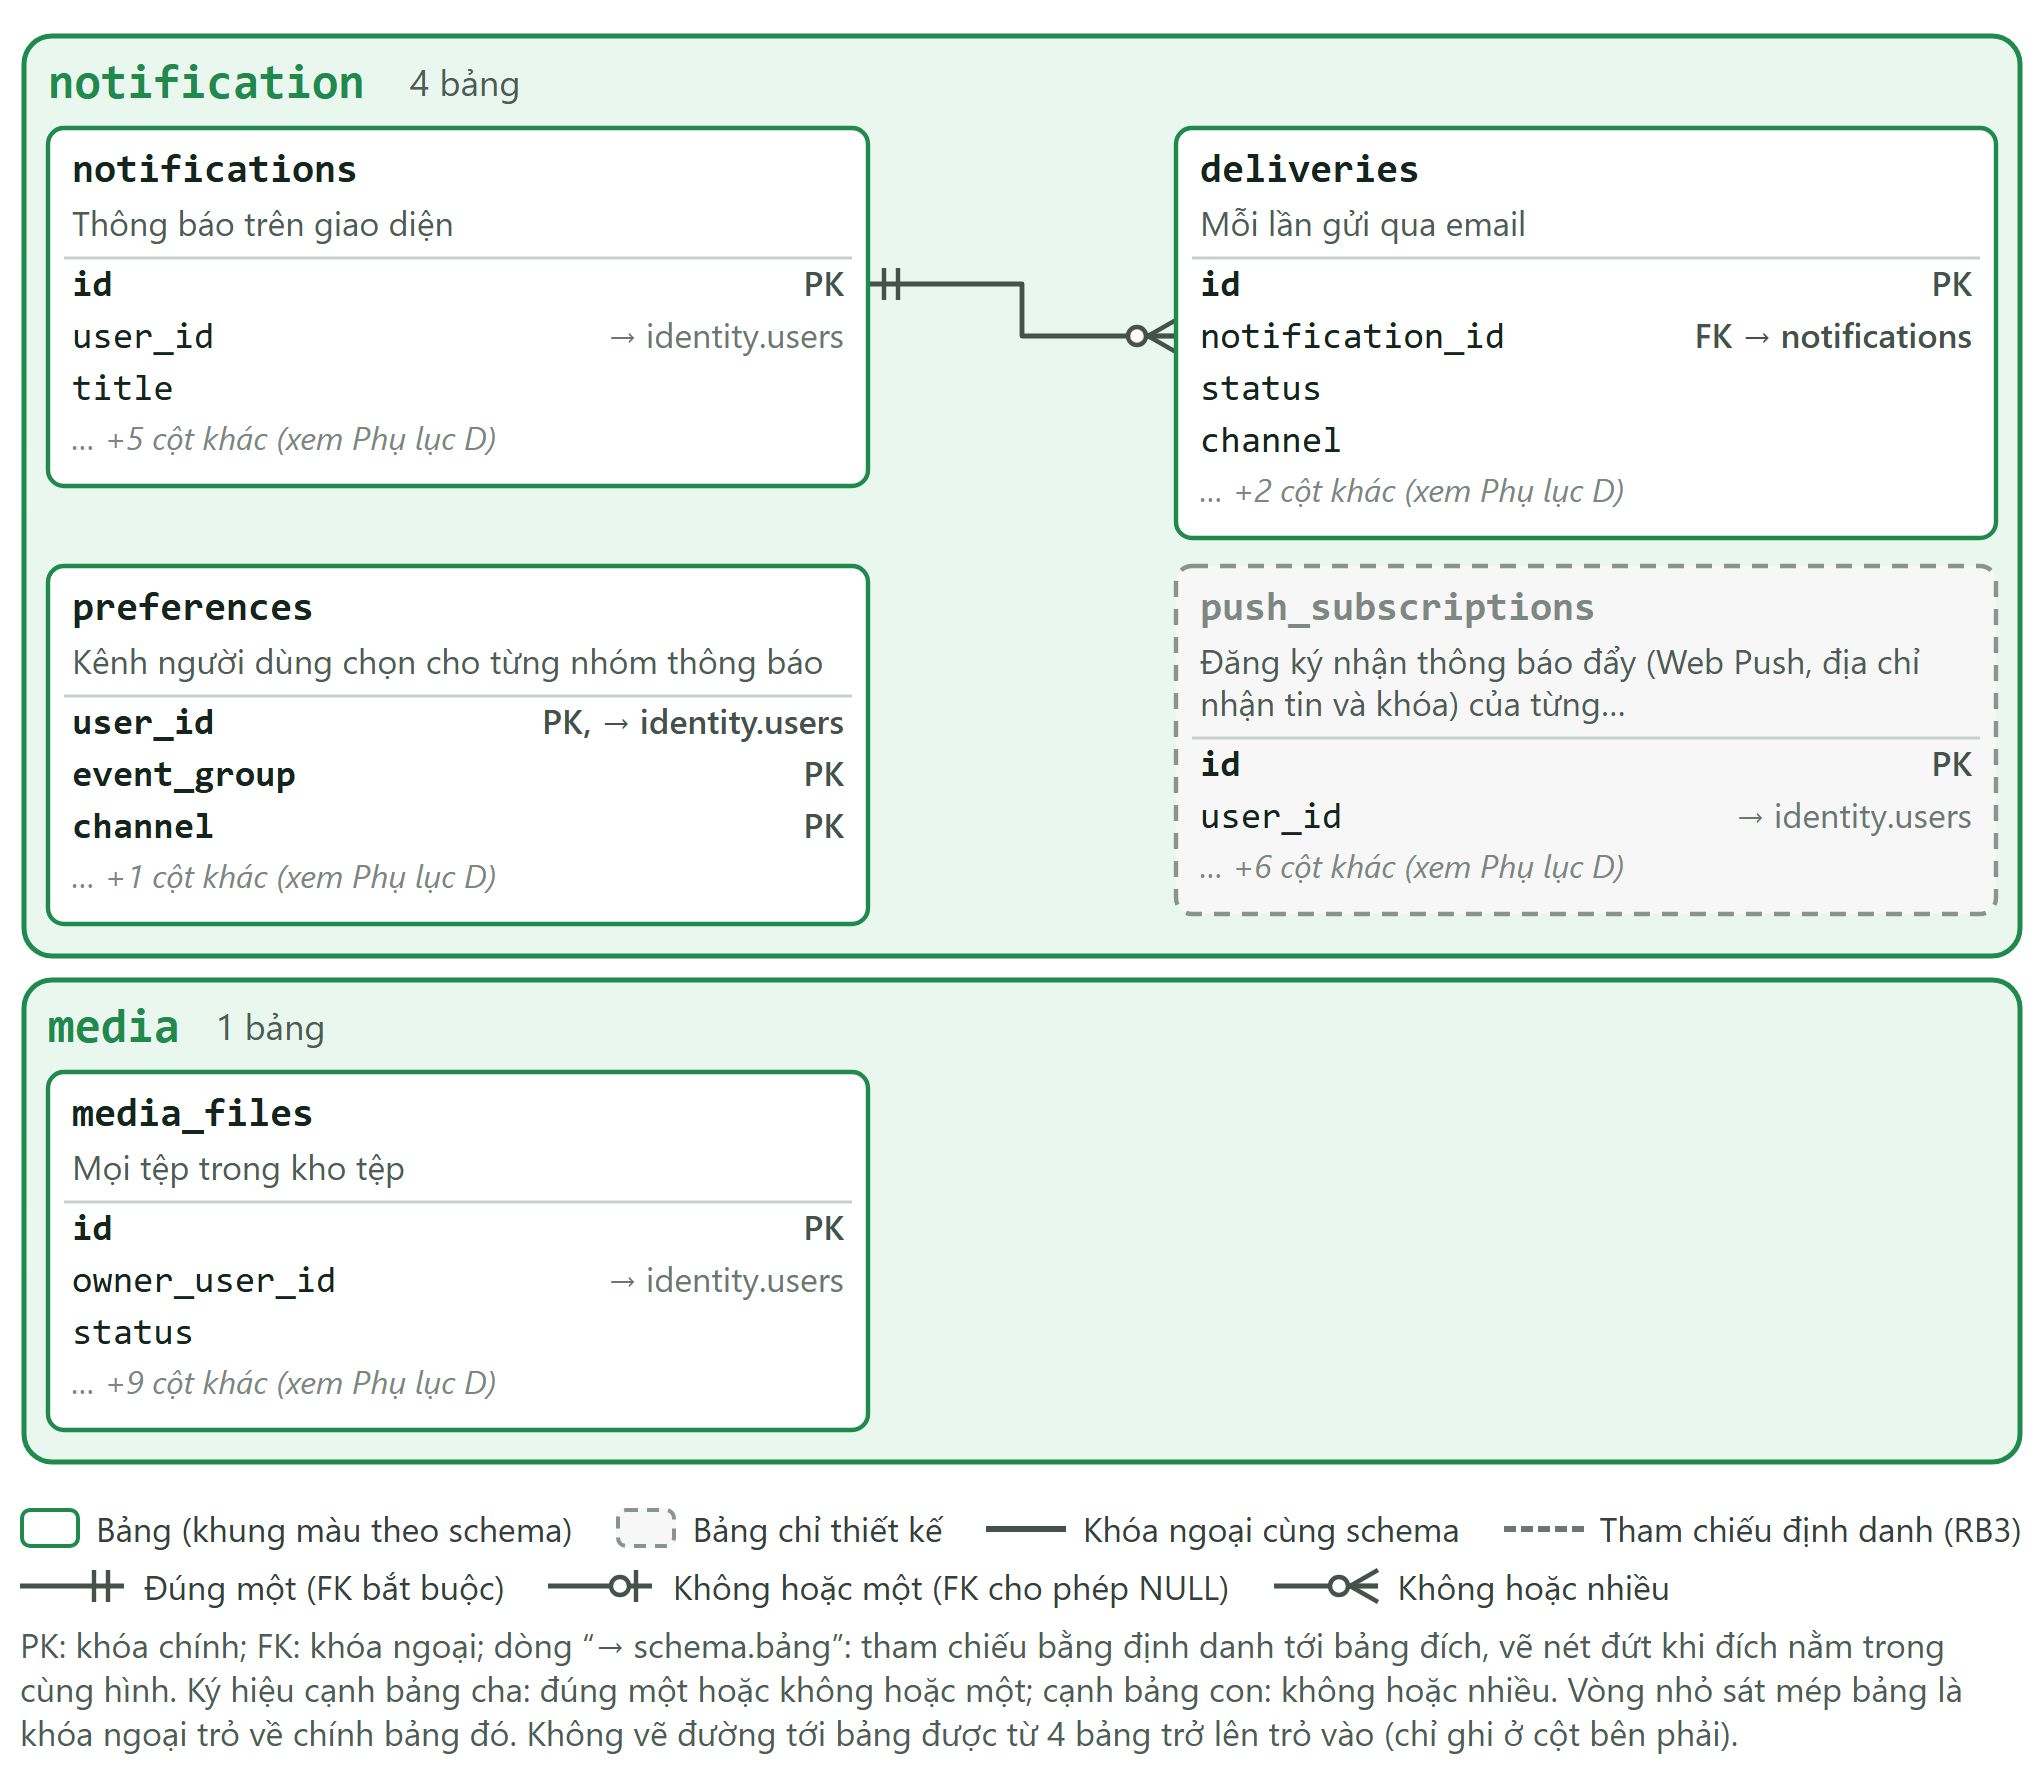 notification 4 bảng
notifications
Thông báo trên giao diện
id PK
user_id → identity.users
title
... +5 cột khác (xem Phụ lục D)
deliveries
Mỗi lần gửi qua email
id PK
notification_id FK → notifications
status
channel
... +2 cột khác (xem Phụ lục D)
preferences
Kênh người dùng chọn cho từng nhóm thông báo
user_id PK, → identity.users
event_group PK
channel PK
... +1 cột khác (xem Phụ lục D)
push_subscriptions
Đăng ký nhận thông báo đẩy (Web Push, địa chỉ
nhận tin và khóa) của từng...
id PK
user_id → identity.users
... +6 cột khác (xem Phụ lục D)
media 1 bảng
media_files
Mọi tệp trong kho tệp
id PK
owner_user_id → identity.users
status
... +9 cột khác (xem Phụ lục D)
Bảng (khung màu theo schema) Bảng chỉ thiết kế Khóa ngoại cùng schema Tham chiếu định danh (RB3)
Đúng một (FK bắt buộc) Không hoặc một (FK cho phép NULL) Không hoặc nhiều
PK: khóa chính; FK: khóa ngoại; dòng “→ schema.bảng”: tham chiếu bằng định danh tới bảng đích, vẽ nét đứt khi đích nằm trong
cùng hình. Ký hiệu cạnh bảng cha: đúng một hoặc không hoặc một; cạnh bảng con: không hoặc nhiều. Vòng nhỏ sát mép bảng là
khóa ngoại trỏ về chính bảng đó. Không vẽ đường tới bảng được từ 4 bảng trở lên trỏ vào (chỉ ghi ở cột bên phải).